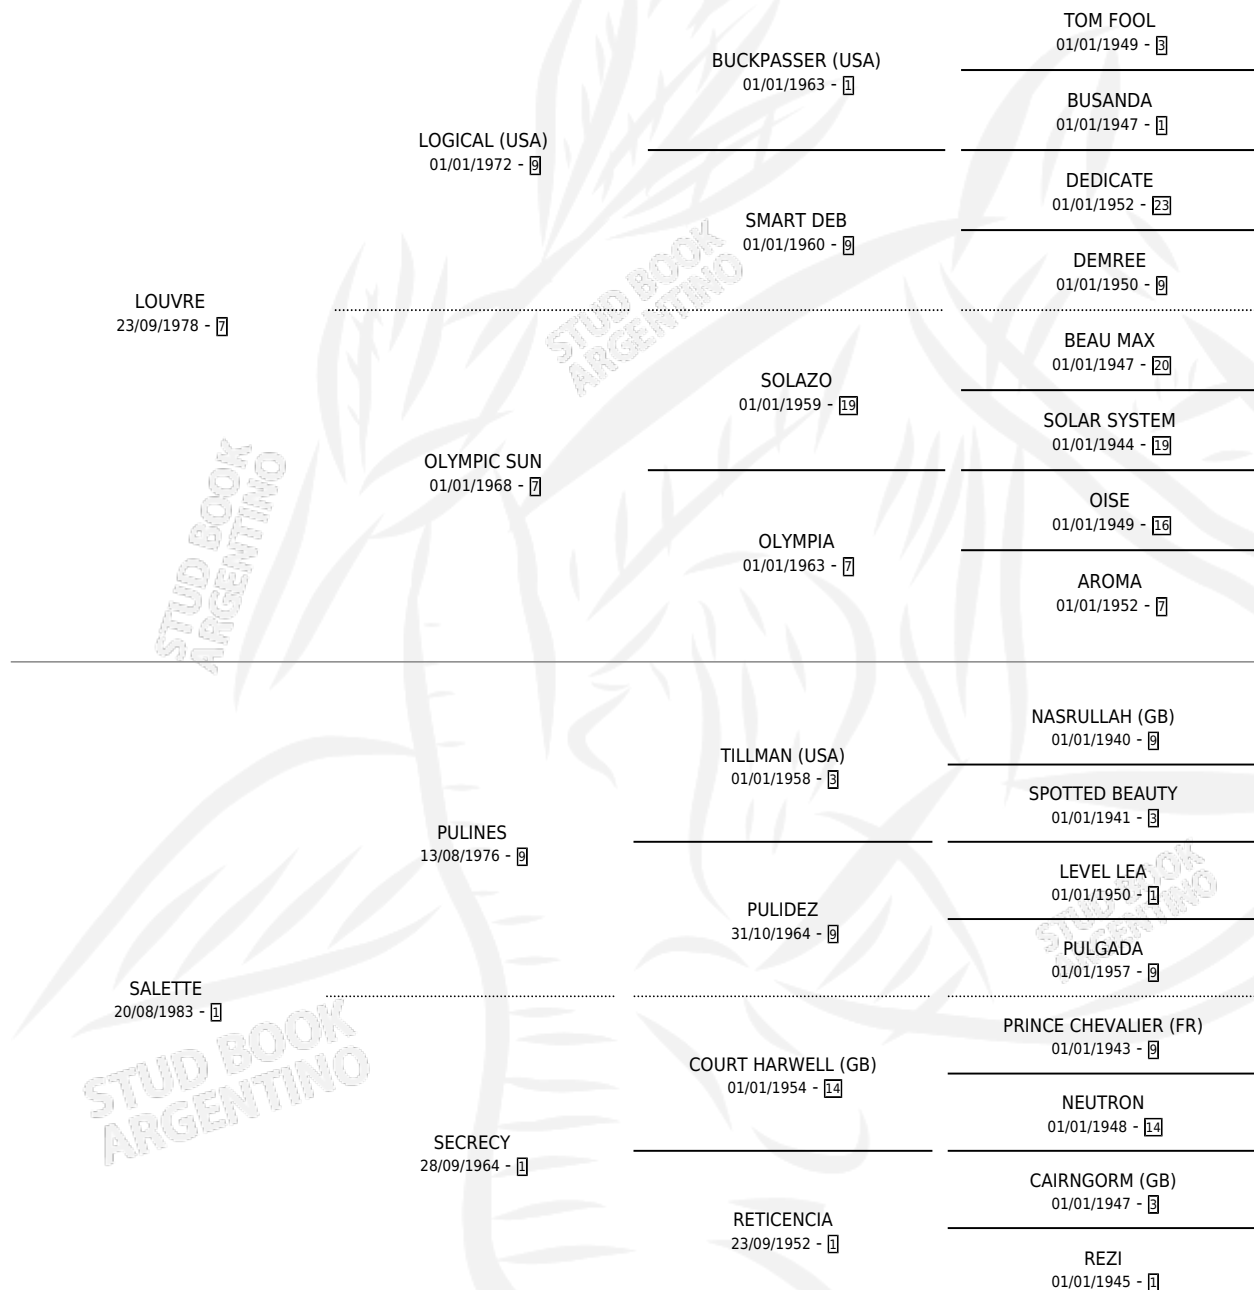 TOM FOOL
01/01/1949 - 3
BUCKPASSER (USA)
01/01/1963 - 1
BUSANDA
01/01/1947 - 1
LOGICAL (USA)
01/01/1972 - 9
DEDICATE
01/01/1952 - 23
SMART DEB
01/01/1960 - 9
DEMREE
01/01/1950 - 9
LOUVRE
23/09/1978 - 7
BEAU MAX
01/01/1947 - 20
SOLAZO
01/01/1959 - 19
SOLAR SYSTEM
01/01/1944 - 19
OLYMPIC SUN
01/01/1968 - 7
OISE
01/01/1949 - 16
OLYMPIA
01/01/1963 - 7
AROMA
01/01/1952 - 7
NASRULLAH (GB)
01/01/1940 - 9
TILLMAN (USA)
01/01/1958 - 3
SPOTTED BEAUTY
01/01/1941 - 3
PULINES
13/08/1976 - 9
LEVEL LEA
01/01/1950 - 1
PULIDEZ
31/10/1964 - 9
PULGADA
01/01/1957 - 9
SALETTE
20/08/1983 - 1
PRINCE CHEVALIER (FR)
01/01/1943 - 9
COURT HARWELL (GB)
01/01/1954 - 14
NEUTRON
01/01/1948 - 14
SECRECY
28/09/1964 - 1
CAIRNGORM (GB)
01/01/1947 - 3
RETICENCIA
23/09/1952 - 1
REZI
01/01/1945 - 1
STUD BOOK
ARGENTINO
STUD BOOK
ARGENTINO
STUD BOOK
ARGENTINO
STUD BOOK
ARGENTINO